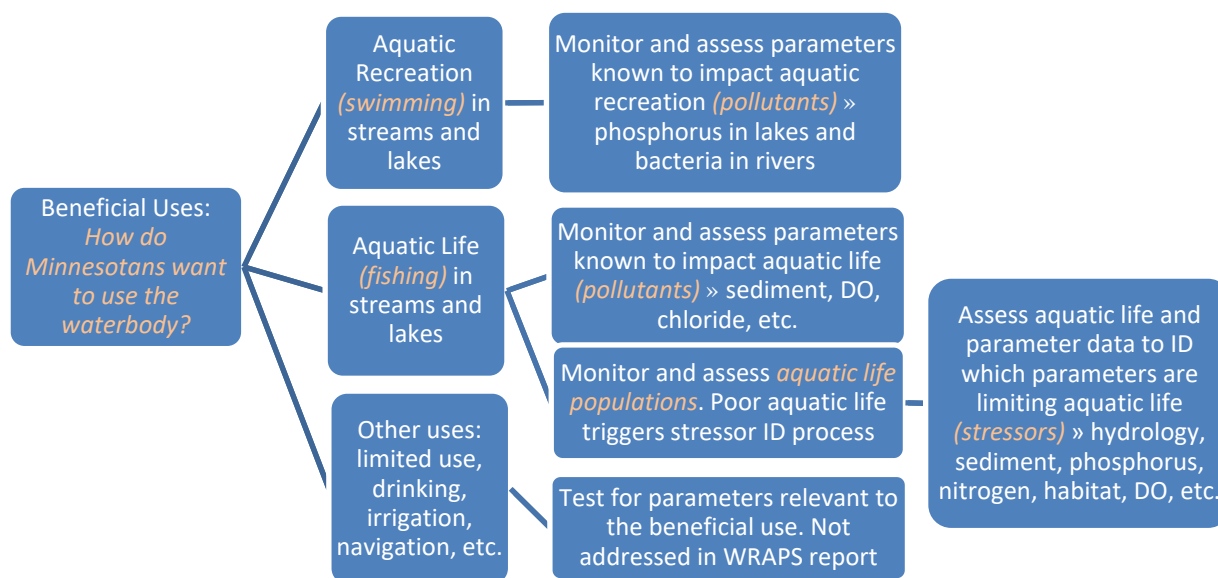 Beneficial Uses:
How do
Minnesotans want
to use the
waterbody?
Aquatic
Recreation
(swimming) in
streams and
lakes
Monitor and assess parameters
known to impact aquatic
recreation (pollutants) »
phosphorus in lakes and
bacteria in rivers
Aquatic Life
(fishing) in
streams and
lakes
Monitor and assess parameters
known to impact aquatic life
(pollutants) » sediment, DO,
chloride, etc.
Monitor and assess aquatic life
populations. Poor aquatic life
triggers stressor ID process
Assess aquatic life and
parameter data to ID
which parameters are
limiting aquatic life
(stressors) » hydrology,
sediment, phosphorus,
nitrogen, habitat, DO, etc.
Other uses:
limited use,
drinking,
irrigation,
navigation, etc.
Test for parameters relevant to
the beneficial use. Not
addressed in WRAPS report